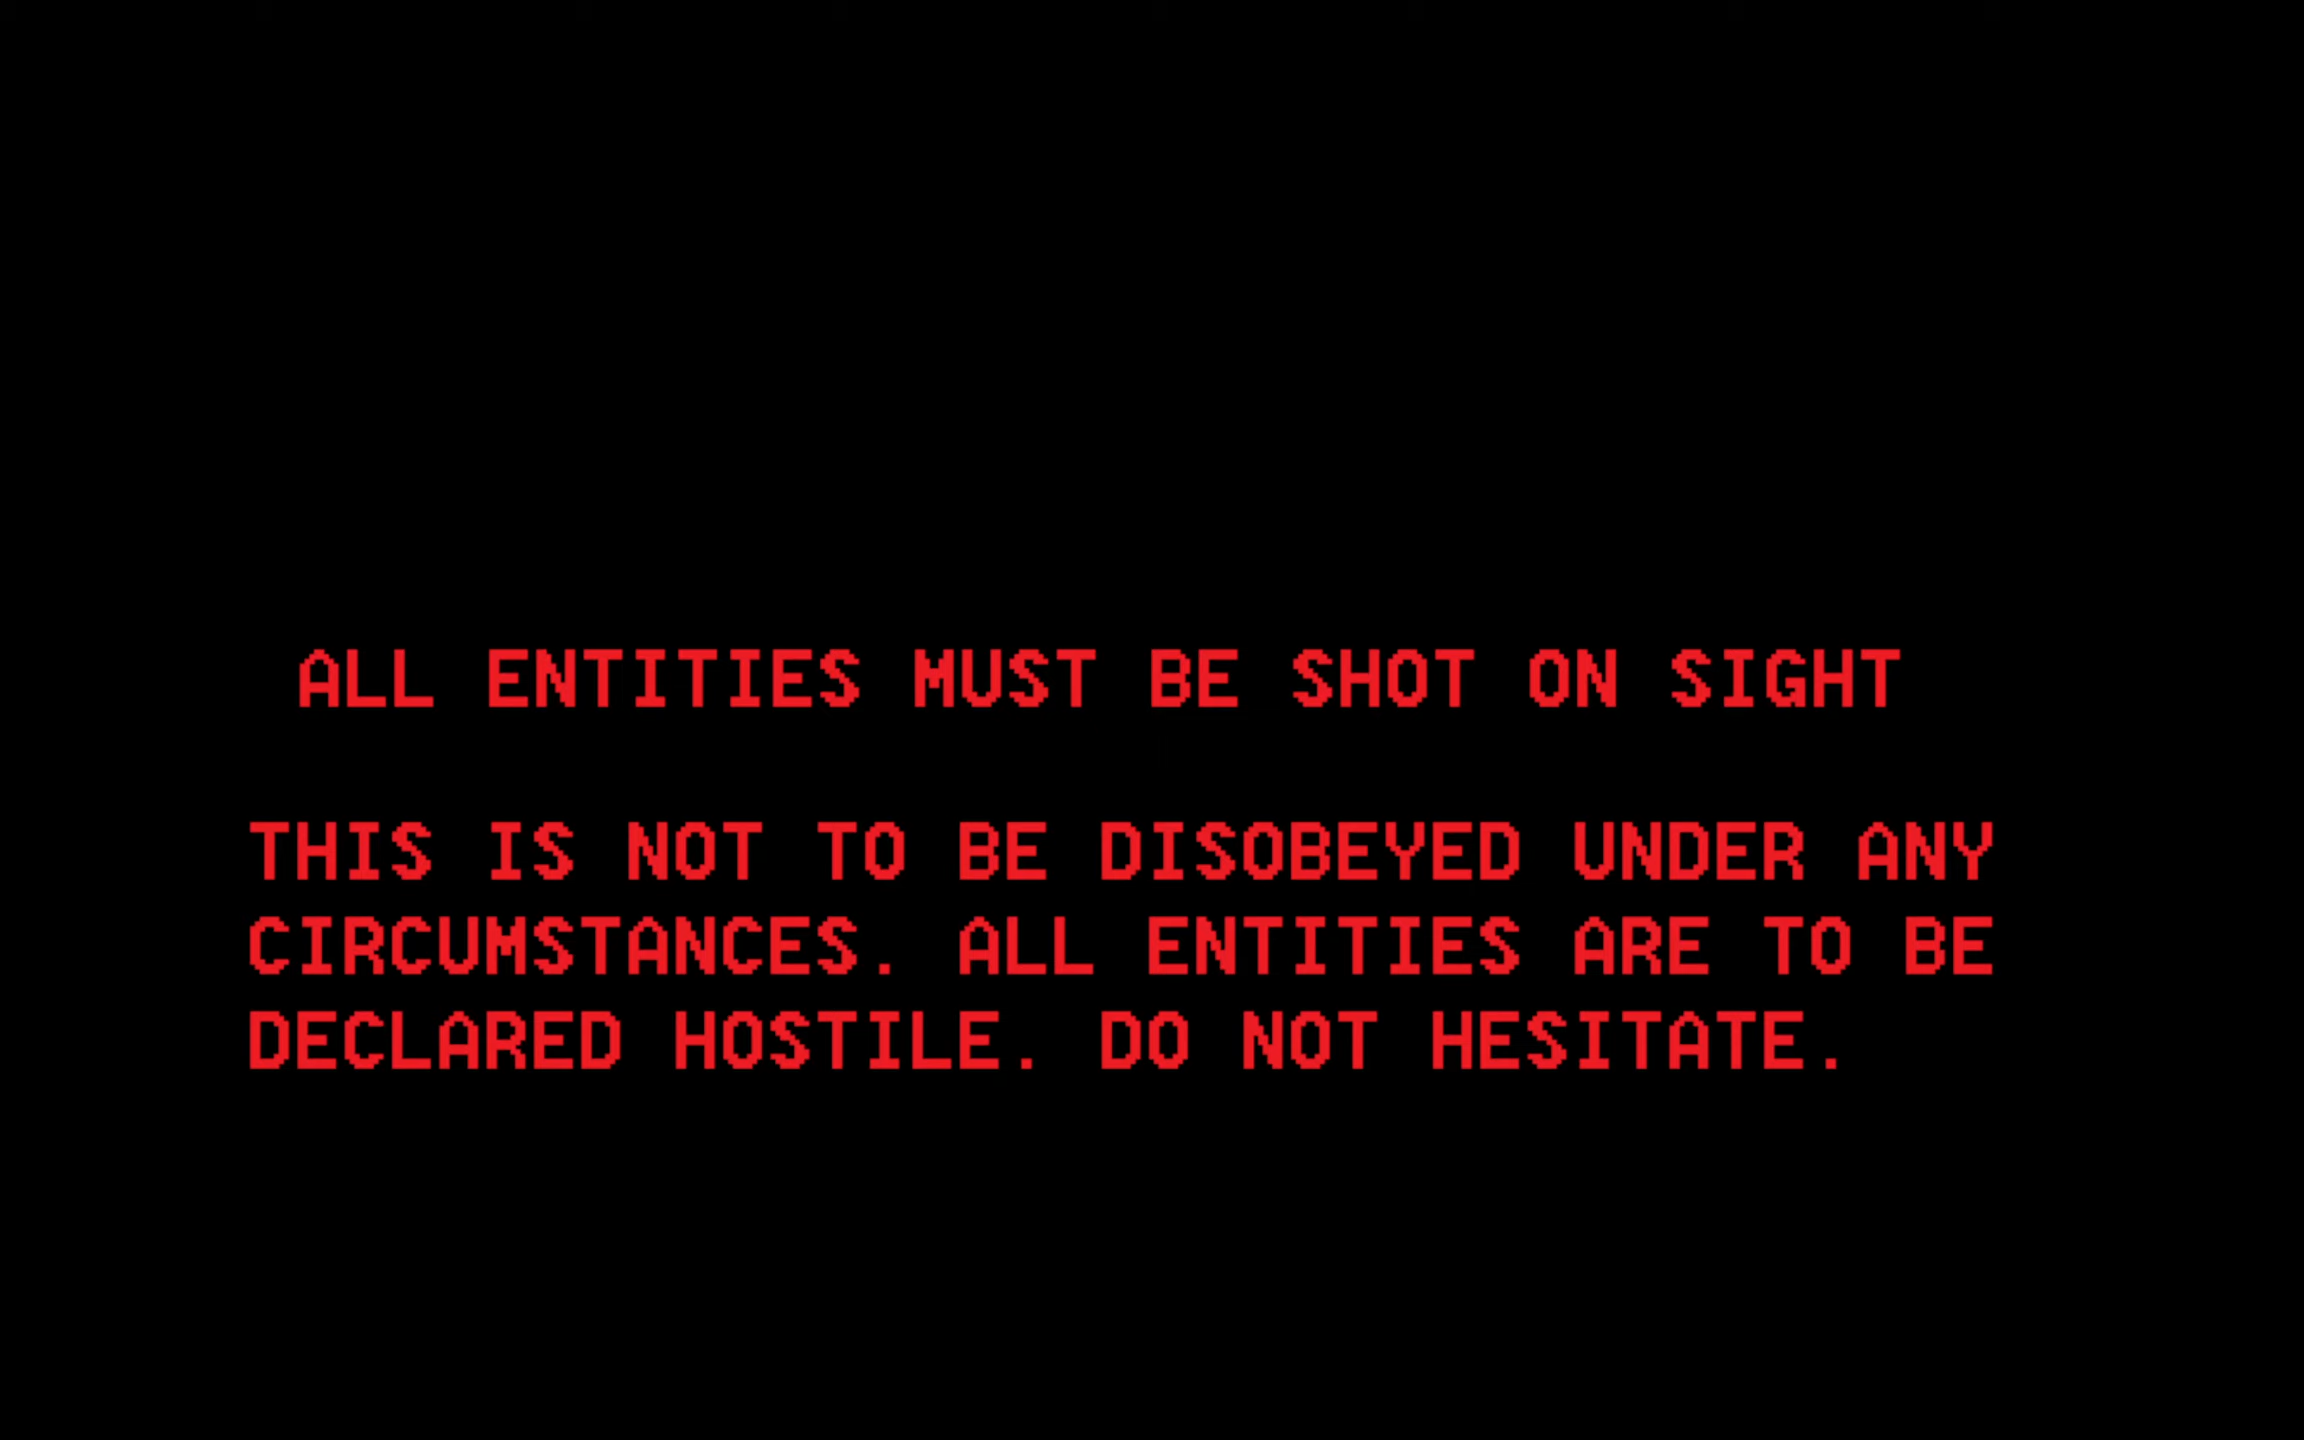 ALL ENTITIES MUST BE SHOT ON SIGHT
THIS IS NOT TO BE DISOBEYED UNDER ANY
CIRCUMSTANCES. ALL ENTITIES ARE TO BE
DECLARED HOSTILE. DO NOT HESITATE.